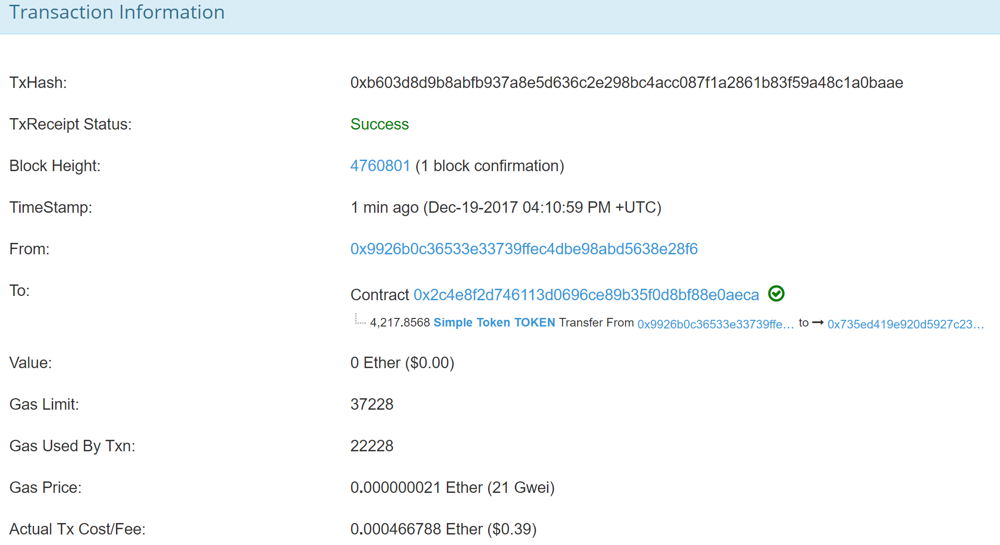 Transaction Information
TxHash: 0xb603d8d9b8abfb937a8e5d636c2e298bc4acc087f1a2861b83f59a48c1a0baae
TxReceipt Status: Success
Block Height: 4760801 (1 block confirmation)
TimeStamp: 1 min ago (Dec-19-2017 04:10:59 PM +UTC)
From: 0x9926b0c36533e33739ffec4dbe98abd5638e28f6
To: Contract 0x2c4e8f2d746113d0696ce89b35f0d8bf88e0aeca
4,217.8568 Simple Token TOKEN Transfer From 0x9926b0c36533e33739ffe... to 0x735ed419e920d5927c23...
Value: 0 Ether ($0.00)
Gas Limit: 37228
Gas Used By Txn: 22228
Gas Price: 0.000000021 Ether (21 Gwei)
Actual Tx Cost/Fee: 0.000466788 Ether ($0.39)